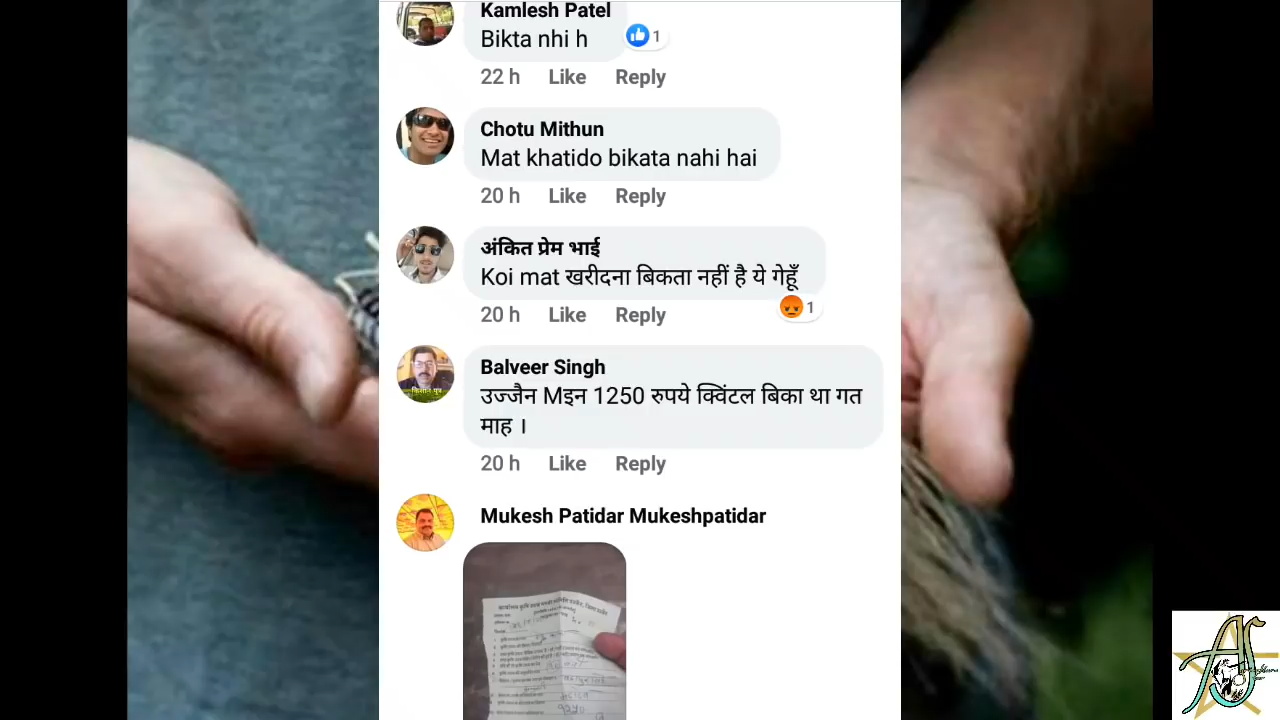 Kamlesh Patel
Bikta nhi h
1
22 h Like Reply
Chotu Mithun
Mat khatido bikata nahi hai
20 h Like Reply
अंकित प्रेम भाई
Koi mat खरीदना बिकता नहीं है ये गेहूँ
1
20 h Like Reply
Balveer Singh
किसान पुत्र
उज्जैन Mइन 1250 रुपये क्विंटल बिका था गत
माह ।
20 h Like Reply
Mukesh Patidar Mukeshpatidar
AS